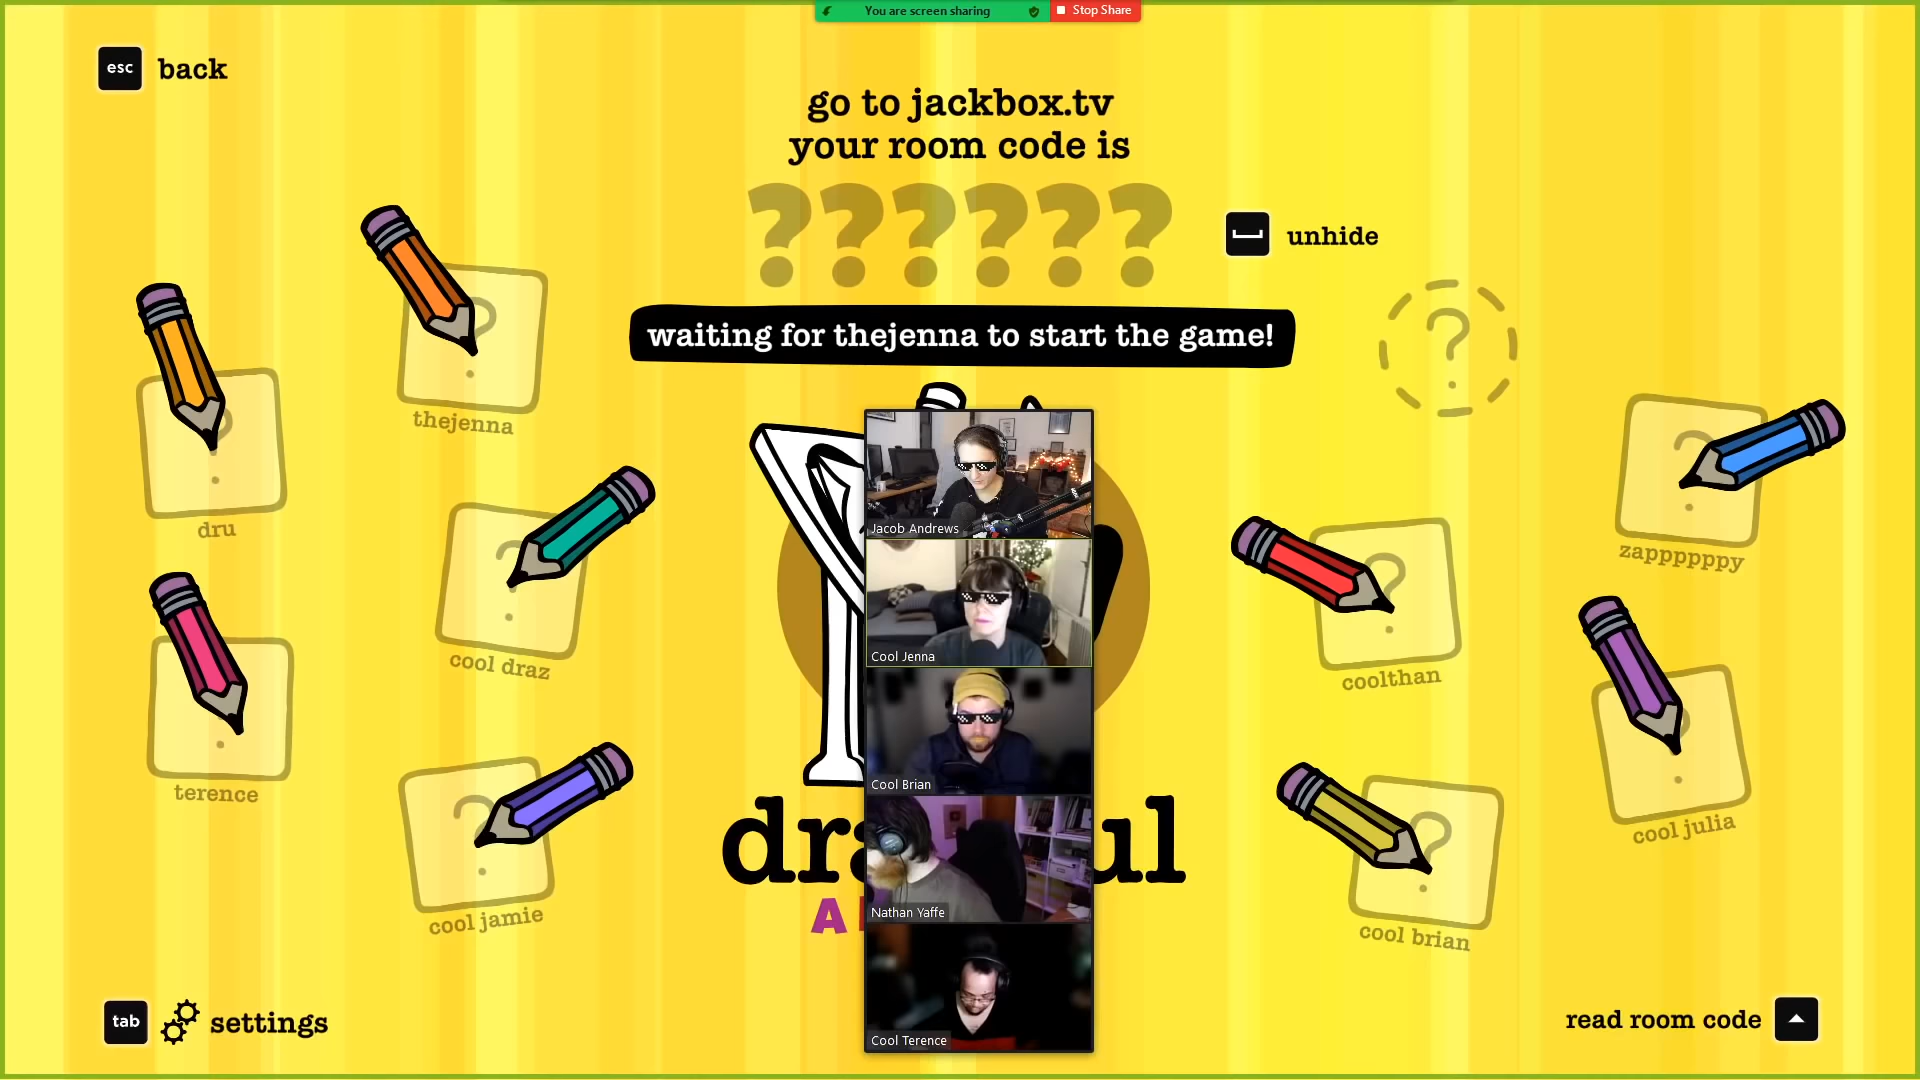 You are screen sharing
Stop Share
esc back
go to jackbox.tv
your room code is
??????
unhide
waiting for thejenna to start the game!
thejenna
dru
cool draz
terence
cool jamie
zappppppy
coolthan
cool julia
cool brian
Jacob Andrews
Cool Jenna
Cool Brian
Nathan Yaffe
Cool Terence
A
tab settings
read room code